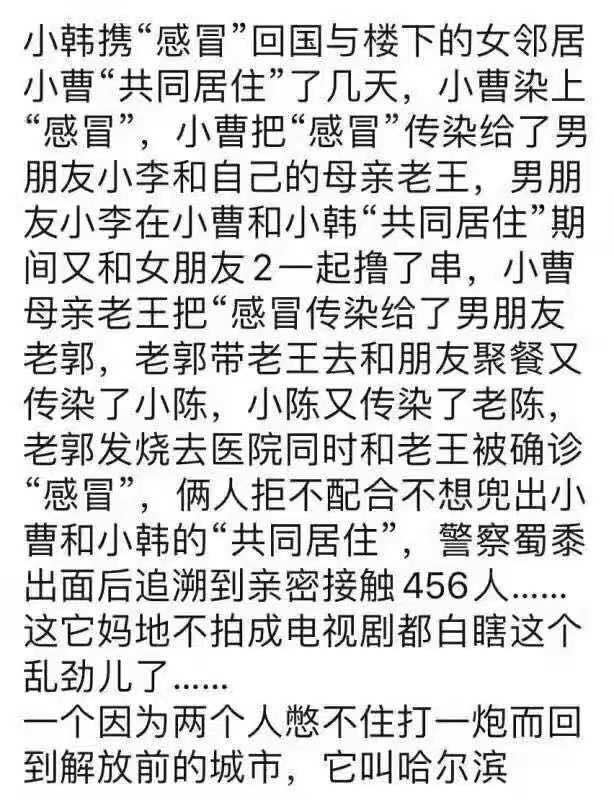 小韩携“感冒”回国与楼下的女邻居
小曹“共同居住”了几天，小曹染上
“感冒”，小曹把“感冒”传染给了男
朋友小李和自己的母亲老王，男朋
友小李在小曹和小韩“共同居住”期
间又和女朋友2一起撸了串，小曹
母亲老王把“感冒传染给了男朋友
老郭，老郭带老王去和朋友聚餐又
传染了小陈，小陈又传染了老陈，
老郭发烧去医院同时和老王被确诊
“感冒”，俩人拒不配合不想兜出小
曹和小韩的“共同居住”，警察蜀黍
出面后追溯到亲密接触456人......
这它妈地不拍成电视剧都白瞎这个
乱劲儿了......
一个因为两个人憋不住打一炮而回
到解放前的城市，它叫哈尔滨